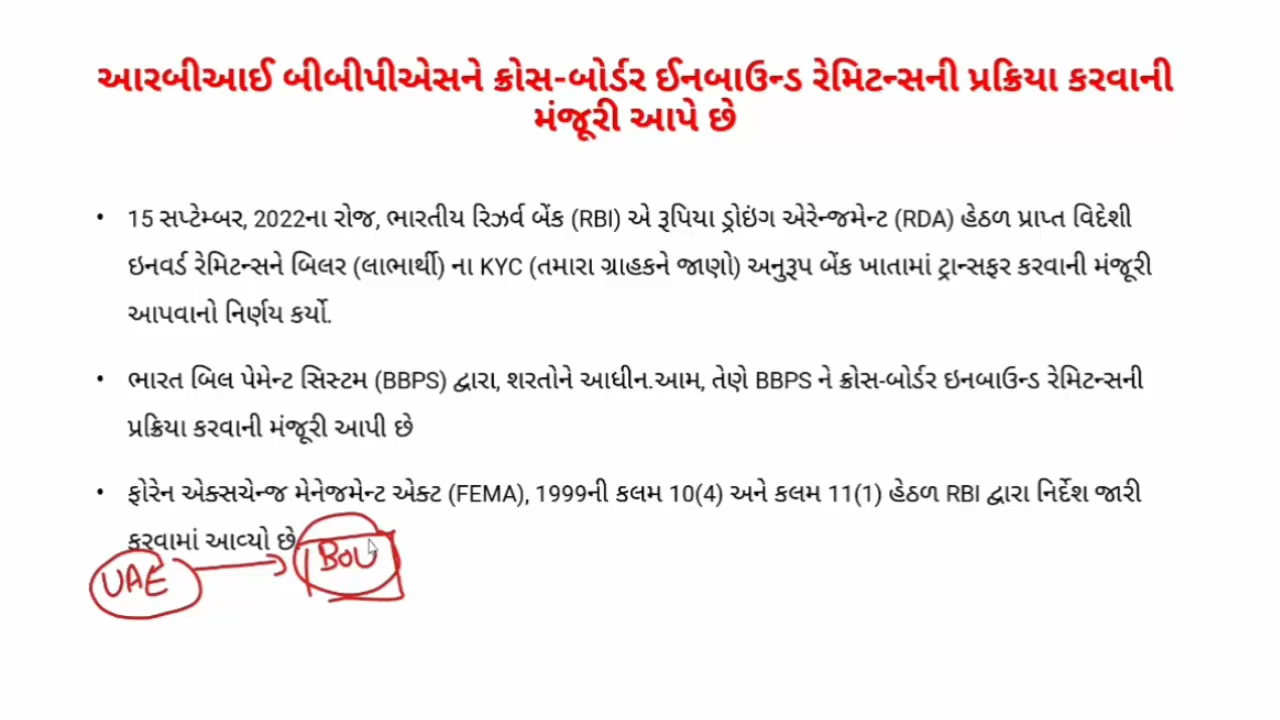 આરબીઆઈ બીબીપીએસને ક્રોસ-બોર્ડર ઈનબાઉન્ડ રેમિટન્સની પ્રક્રિયા કરવાની
મંજૂરી આપે છે
• 15 સપ્ટેમ્બર, 2022ના રોજ, ભારતીય રિઝર્વ બેંક (RBI) એ રૂપિયા ડ્રોઇંગ એરેન્જમેન્ટ (RDA) હેઠળ પ્રાપ્ત વિદેશી
ઇનવર્ડ રેમિટન્સને બિલર (લાભાર્થી) ના KYC (તમારા ગ્રાહકને જાણો) અનુરૂપ બેંક ખાતામાં ટ્રાન્સફર કરવાની મંજૂરી
આપવાનો નિર્ણય કર્યો.
• ભારત બિલ પેમેન્ટ સિસ્ટમ (BBPS) દ્વારા, શરતોને આધીન.આમ, તેણે BBPS ને ક્રોસ-બોર્ડર ઇનબાઉન્ડ રેમિટન્સની
પ્રક્રિયા કરવાની મંજૂરી આપી છે
• ફોરેન એક્સચેન્જ મેનેજમેન્ટ એક્ટ (FEMA), 1999ની કલમ 10(4) અને કલમ 11(1) હેઠળ RBI દ્વારા નિર્દેશ જારી
કરવામાં આવ્યો છે
UAE